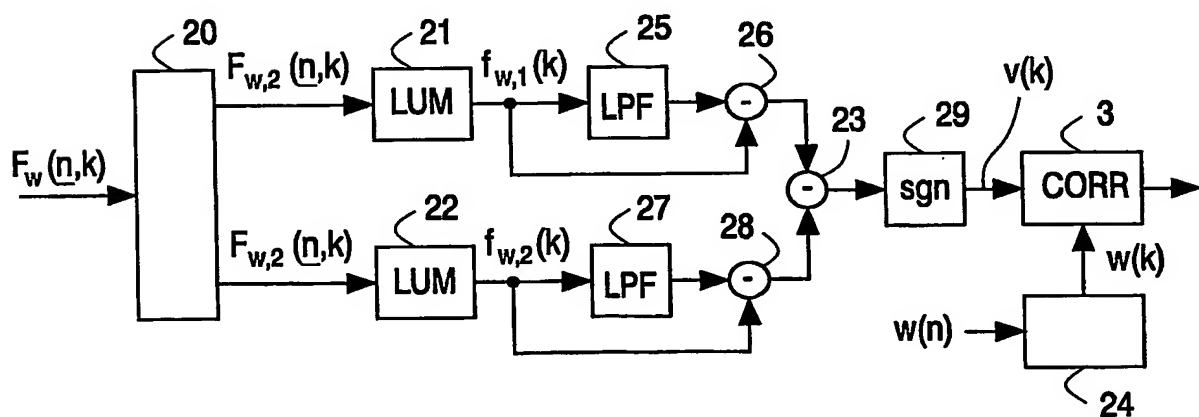 20
F_w(n,k)
F_w,2 (n,k)
21
LUM
f_w,1(k)
25
LPF
26
-
23
-
29
sgn
v(k)
3
CORR
F_w,2 (n,k)
22
LUM
f_w,2(k)
27
LPF
28
-
w(k)
w(n)
24